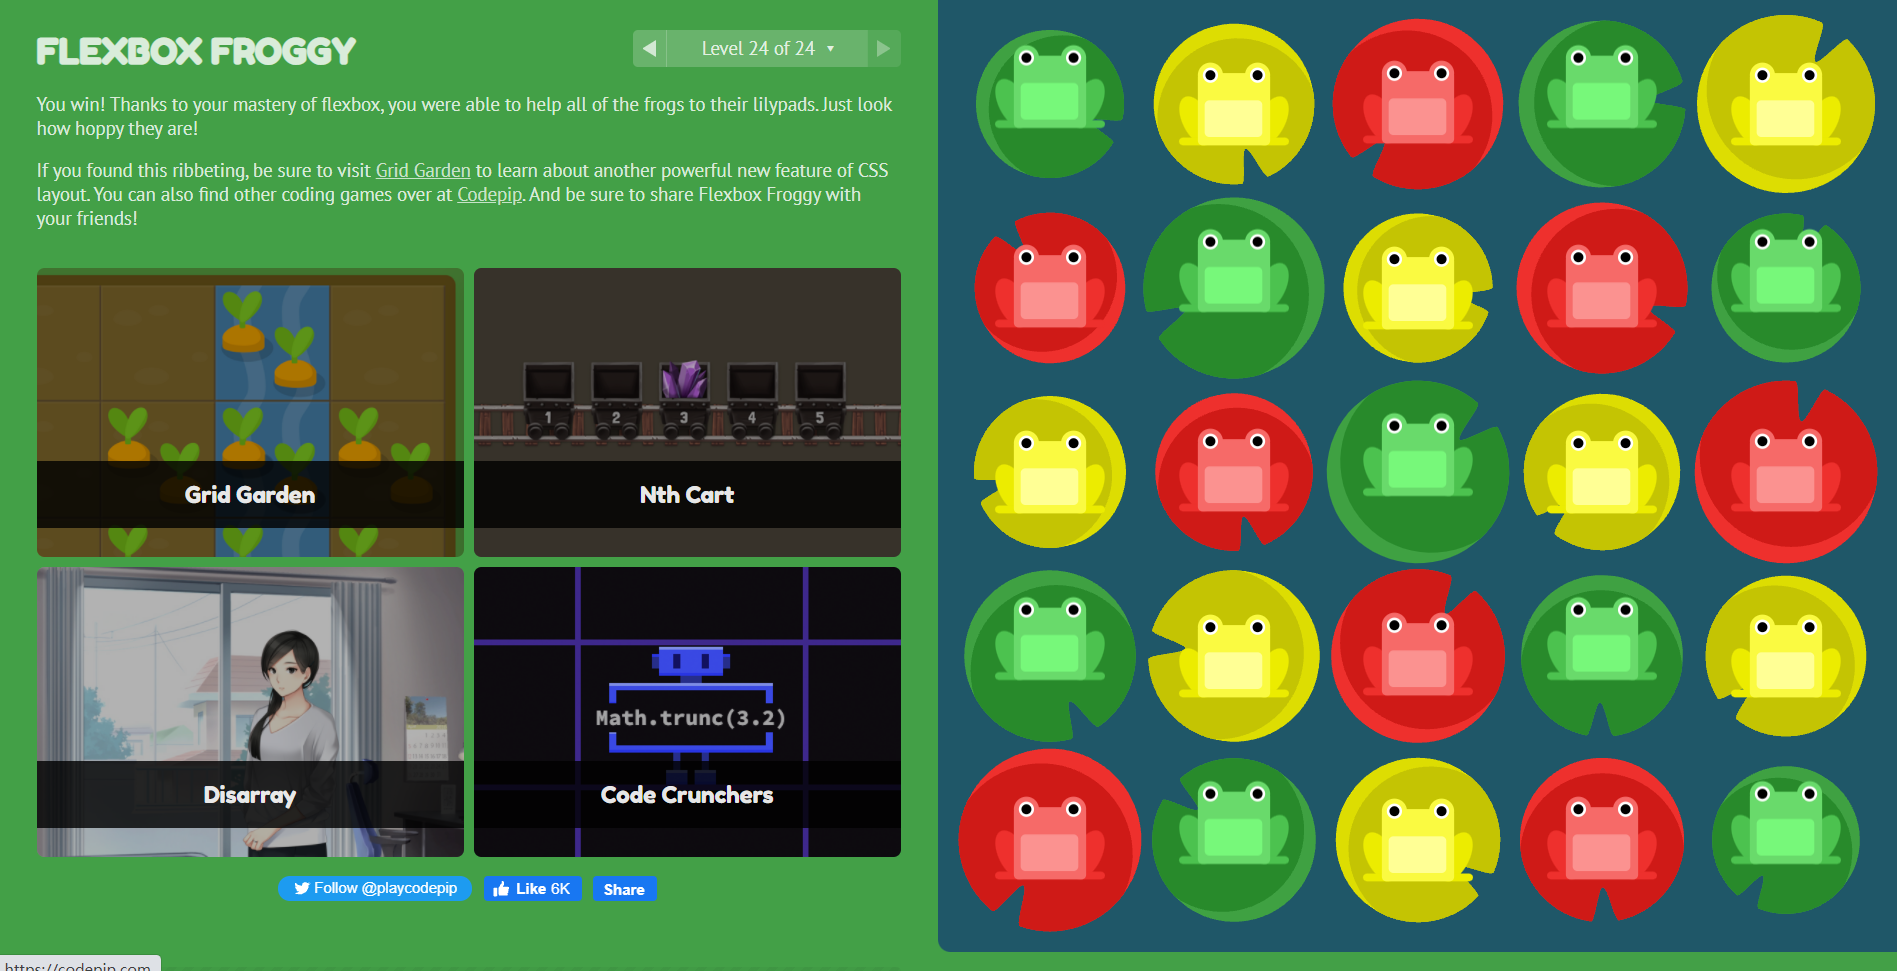 FLEXBOX FROGGY
Level 24 of 24
You win! Thanks to your mastery of flexbox, you were able to help all of the frogs to their lilypads. Just look
how hoppy they are!
If you found this ribbeting, be sure to visit Grid Garden to learn about another powerful new feature of CSS
layout. You can also find other coding games over at Codepip. And be sure to share Flexbox Froggy with
your friends!
1 2 3 4 5
Grid Garden
Nth Cart
Math.trunc(3.2)
Disarray
Code Crunchers
Follow @playcodepip
Like 6K
Share
https://codepip.com